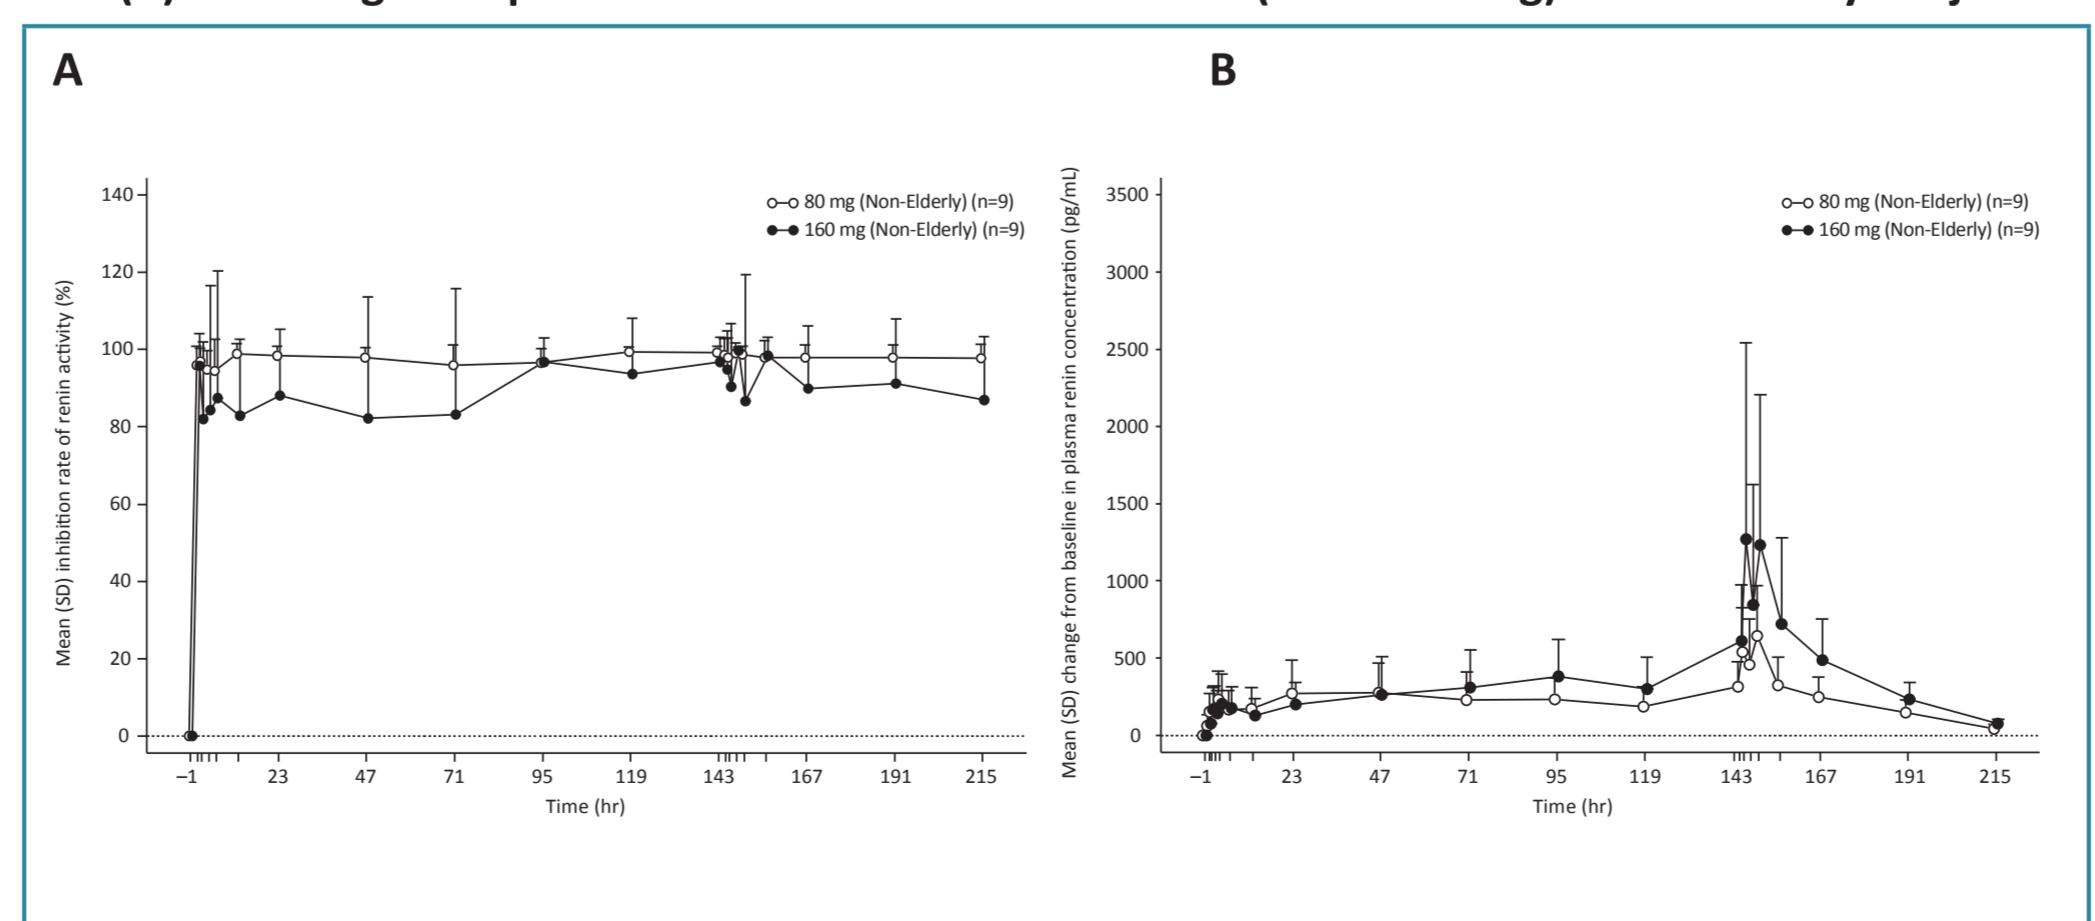 A
Mean (SD) inhibition rate of renin activity (%)
140
120
100
80
60
40
20
0
80 mg (Non-Elderly) (n=9)
160 mg (Non-Elderly) (n=9)
–1 23 47 71 95 119 143 167 191 215
Time (hr)
B
Mean (SD) change from baseline in plasma renin concentration (pg/mL)
3500
3000
2500
2000
1500
1000
500
0
80 mg (Non-Elderly) (n=9)
160 mg (Non-Elderly) (n=9)
–1 23 47 71 95 119 143 167 191 215
Time (hr)